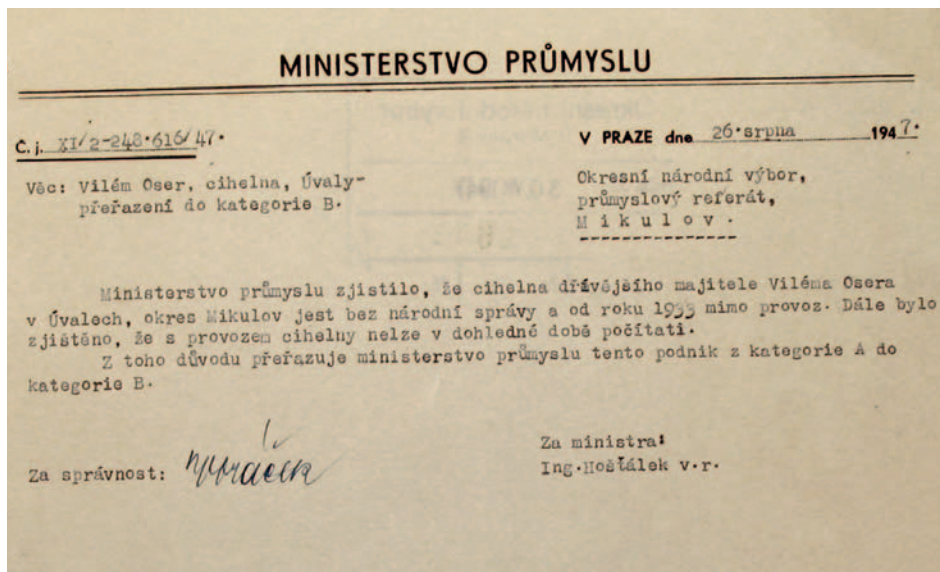 MINISTERSTVO PRŮMYSLU
Č. j. XI/2-248.616/47.
V PRAZE dne 26.srpna 1947.
Věc: Vilém Oser, cihelna, Úvaly-
přeřazení do kategorie B.
Okresní národní výbor,
průmyslový referát,
M i k u l o v .
Ministerstvo průmyslu zjistilo, že cihelna dřívějšího majitele Viléma Osera
v Úvalech, okres Mikulov jest bez národní správy a od roku 1933 mimo provoz. Dále bylo
zjištěno, že s provozem cihelny nelze v dohledné době počítati.
Z toho důvodu přeřazuje ministerstvo průmyslu tento podnik z kategorie A do
kategorie B.
Za správnost:
Za ministra:
Ing.Hošťálek v.r.